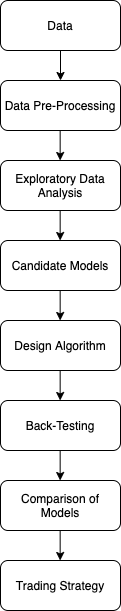 Data
Data Pre-Processing
Exploratory Data
Analysis
Candidate Models
Design Algorithm
Back-Testing
Comparison of
Models
Trading Strategy